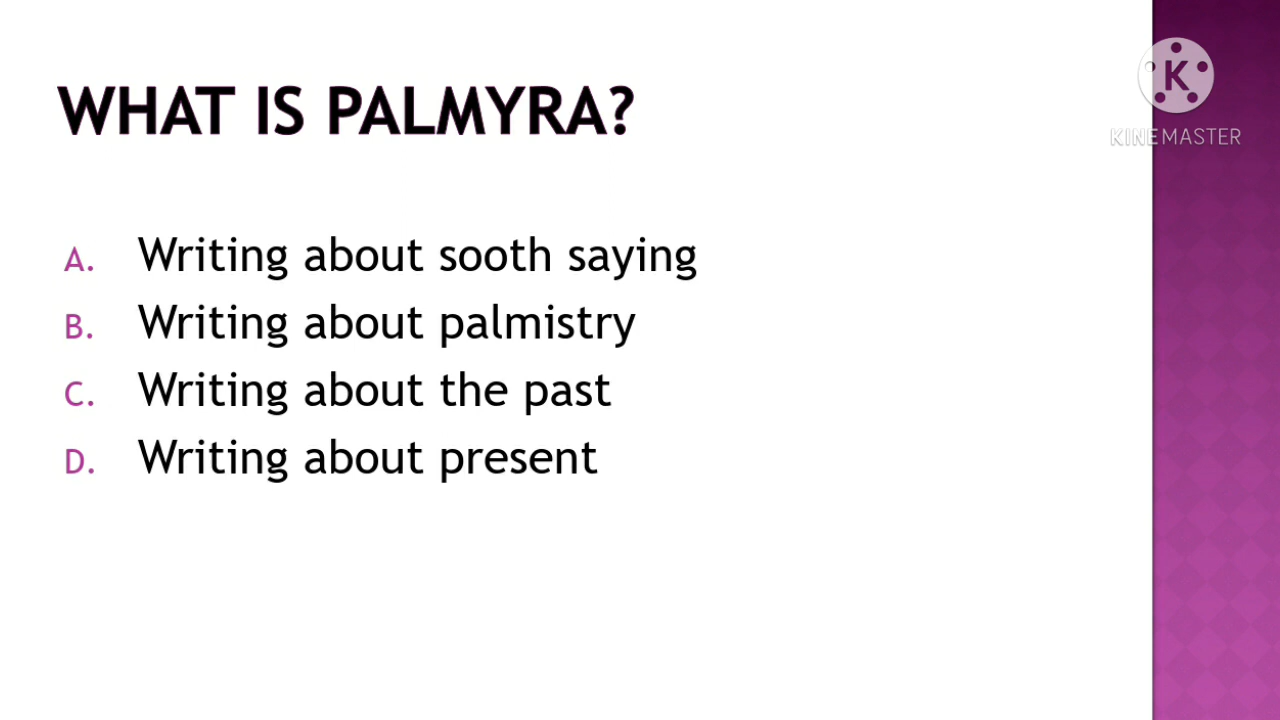 WHAT IS PALMYRA?
K
KINEMASTER
A. Writing about sooth saying
B. Writing about palmistry
C. Writing about the past
D. Writing about present